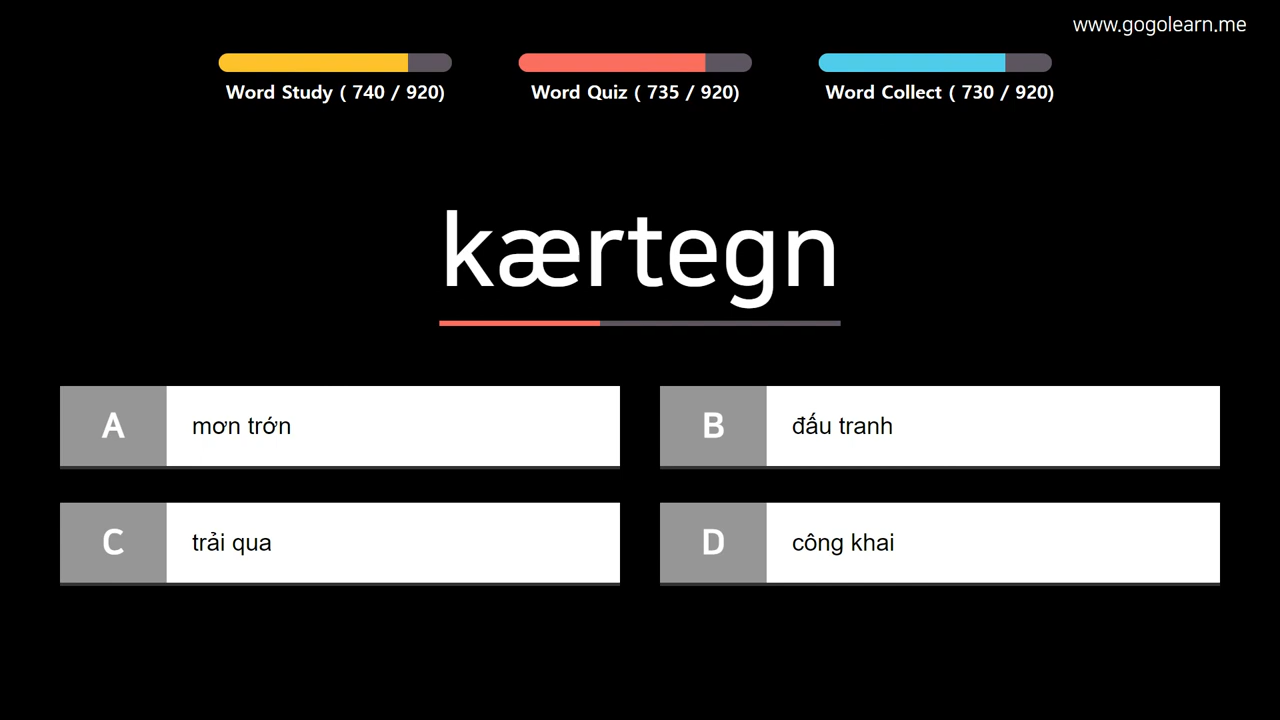 www.gogolearn.me
Word Study ( 740 / 920)
Word Quiz ( 735 / 920)
Word Collect ( 730 / 920)
kærtegn
A mơn trớn
B đấu tranh
C trải qua
D công khai